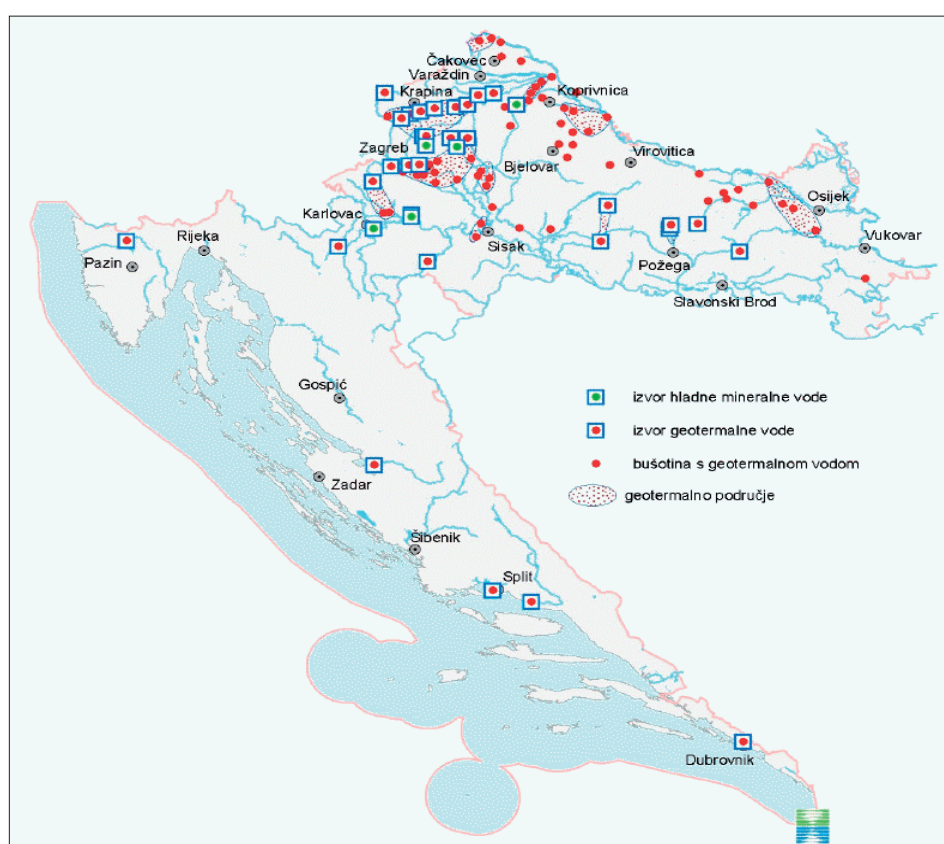 Čakovec
Varaždin
Krapina
Koprivnica
Zagreb
Bjelovar
Virovitica
Karlovac
Sisak
Osijek
Vukovar
Rijeka
Pazin
Požega
Slavonski Brod
Gospić
izvor hladne mineralne vode
izvor geotermalne vode
bušotina s geotermalnom vodom
geotermalno područje
Zadar
Šibenik
Split
Dubrovnik